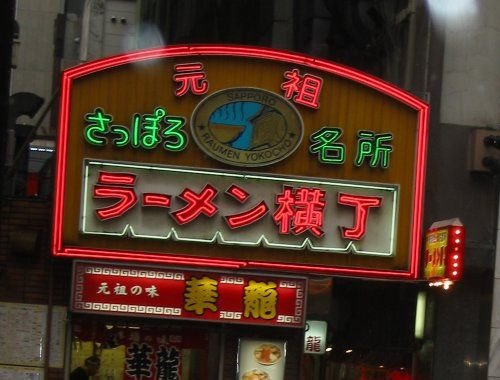 元祖
SAPPORO
さっぽろ
名所
RAUMEN YOKOCHO
ラーメン横丁
元祖の味
華龍
華龍
龍